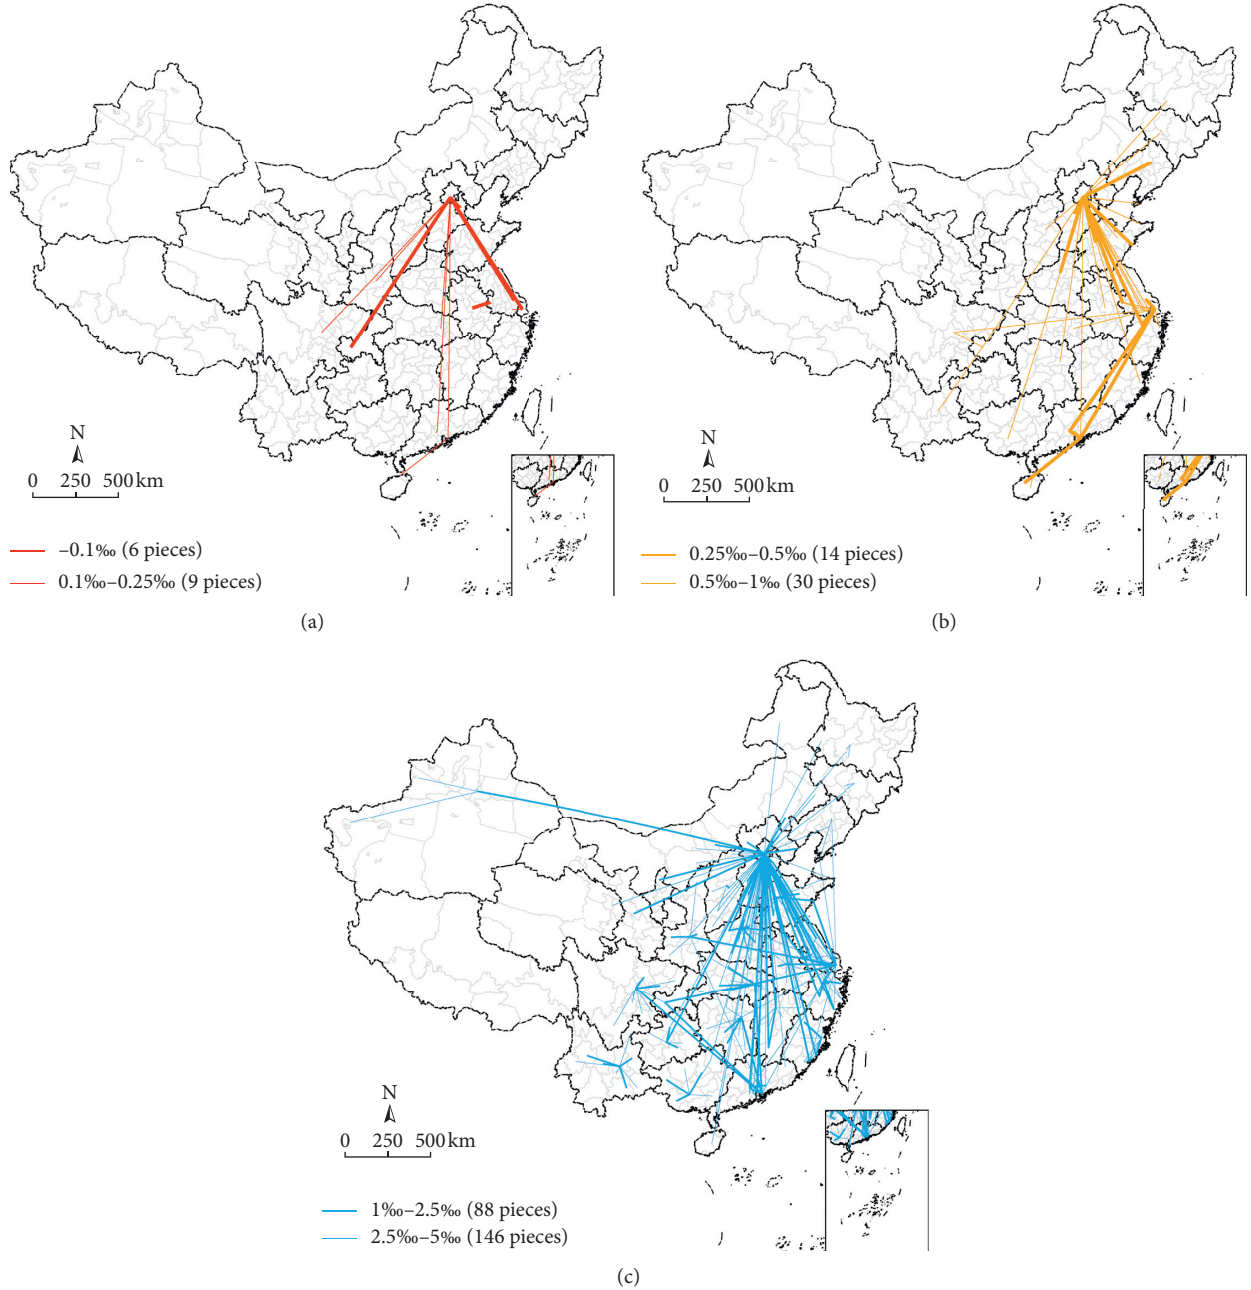 N
0 250 500 km
–0.1‰ (6 pieces)
0.1‰–0.25‰ (9 pieces)
(a)
N
0 250 500 km
0.25‰–0.5‰ (14 pieces)
0.5‰–1‰ (30 pieces)
(b)
N
0 250 500 km
1‰–2.5‰ (88 pieces)
2.5‰–5‰ (146 pieces)
(c)